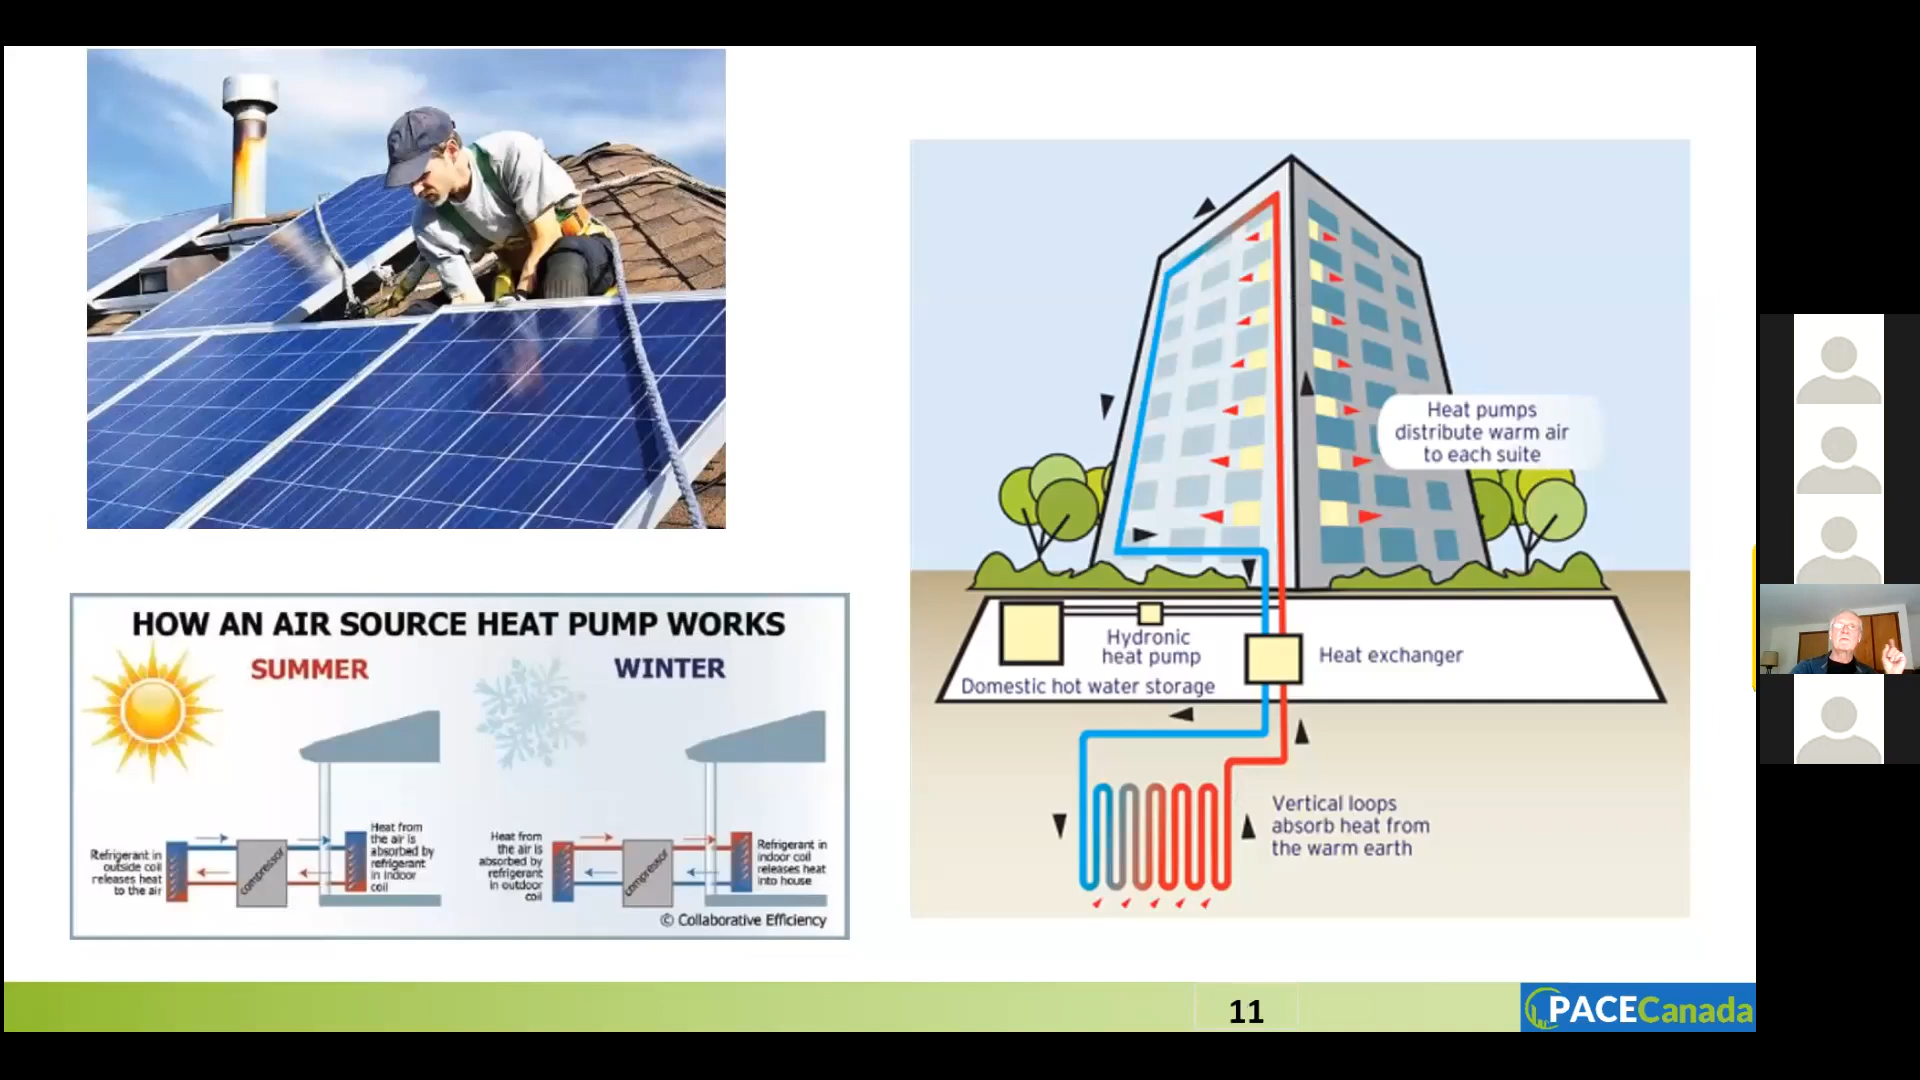 HOW AN AIR SOURCE HEAT PUMP WORKS
SUMMER
WINTER
Refrigerant in
outside coil
releases heat
to the air
compressor
Heat from
the air is
absorbed by
refrigerant
in indoor
coil
Heat from
the air is
absorbed by
refrigerant
in outdoor
coil
compressor
Refrigerant in
indoor coil
releases heat
into house
© Collaborative Efficiency
Heat pumps
distribute warm air
to each suite
Hydronic
heat pump
Domestic hot water storage
Heat exchanger
Vertical loops
absorb heat from
the warm earth
11
PACECanada